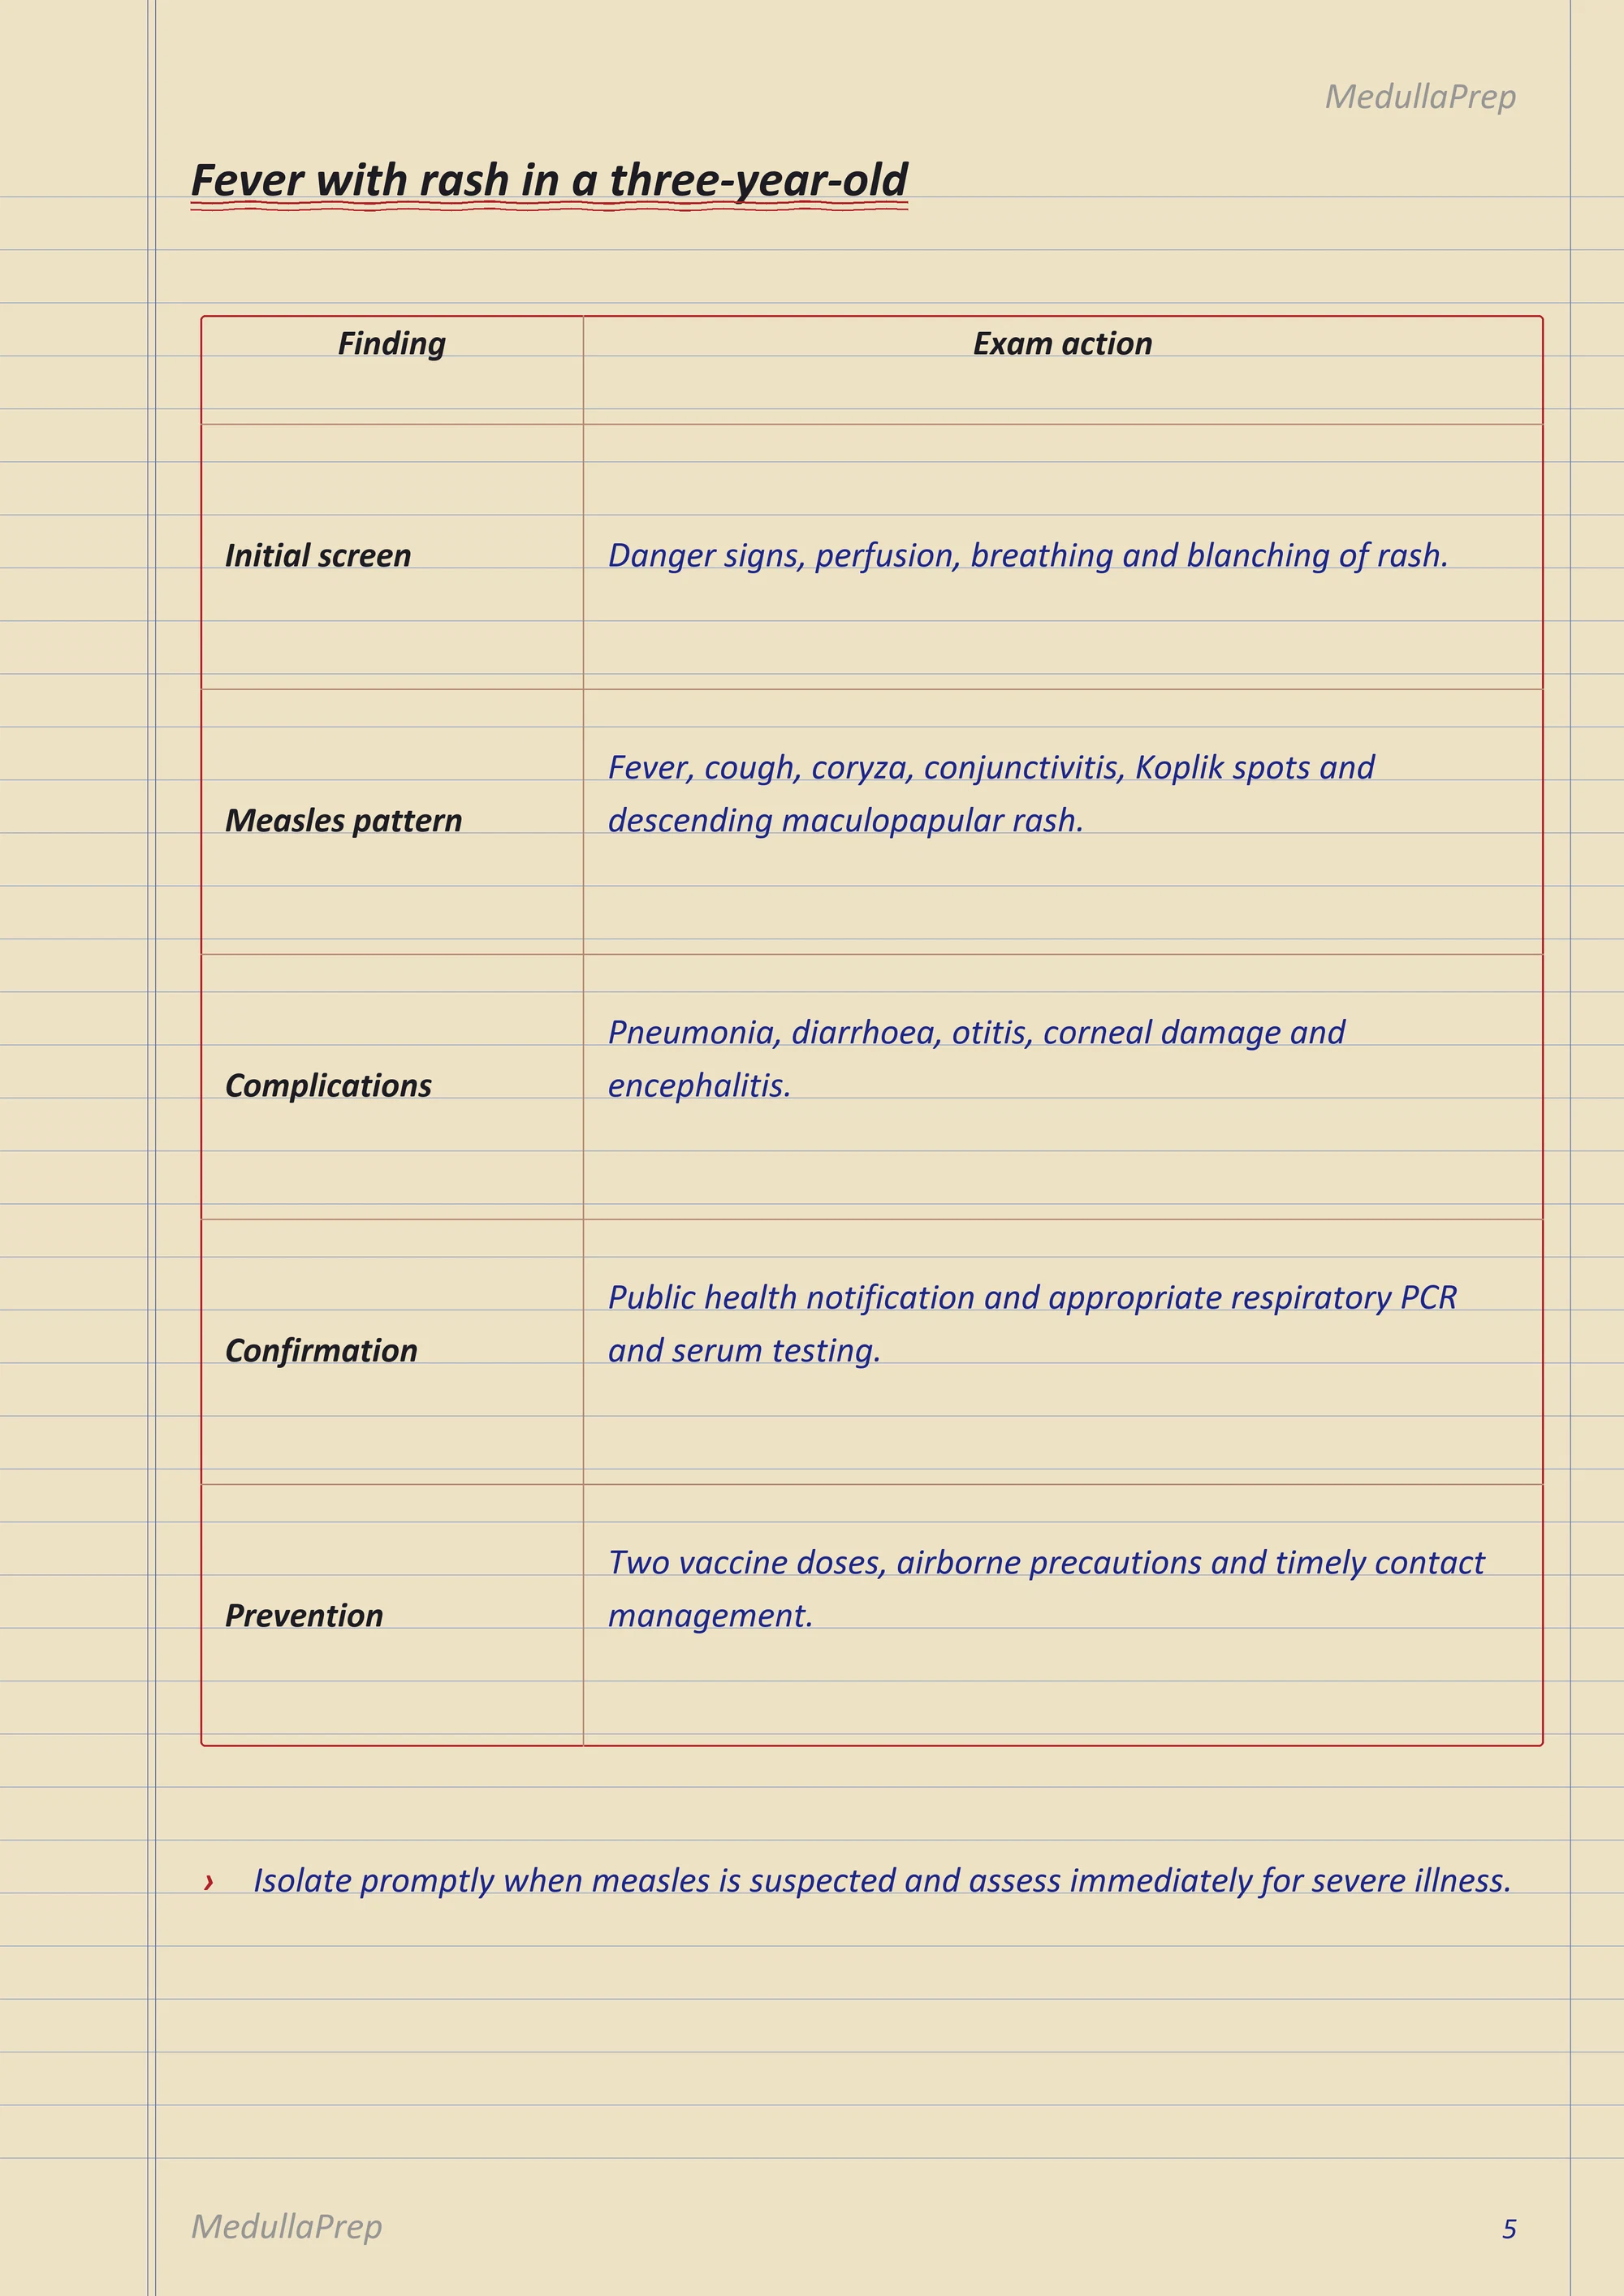 MedullaPrep
Fever with rash in a three-year-old
Finding
Exam action
Initial screen
Danger signs, perfusion, breathing and blanching of rash.
Measles pattern
Fever, cough, coryza, conjunctivitis, Koplik spots and
descending maculopapular rash.
Complications
Pneumonia, diarrhoea, otitis, corneal damage and
encephalitis.
Confirmation
Public health notification and appropriate respiratory PCR
and serum testing.
Prevention
Two vaccine doses, airborne precautions and timely contact
management.
› Isolate promptly when measles is suspected and assess immediately for severe illness.
MedullaPrep
5